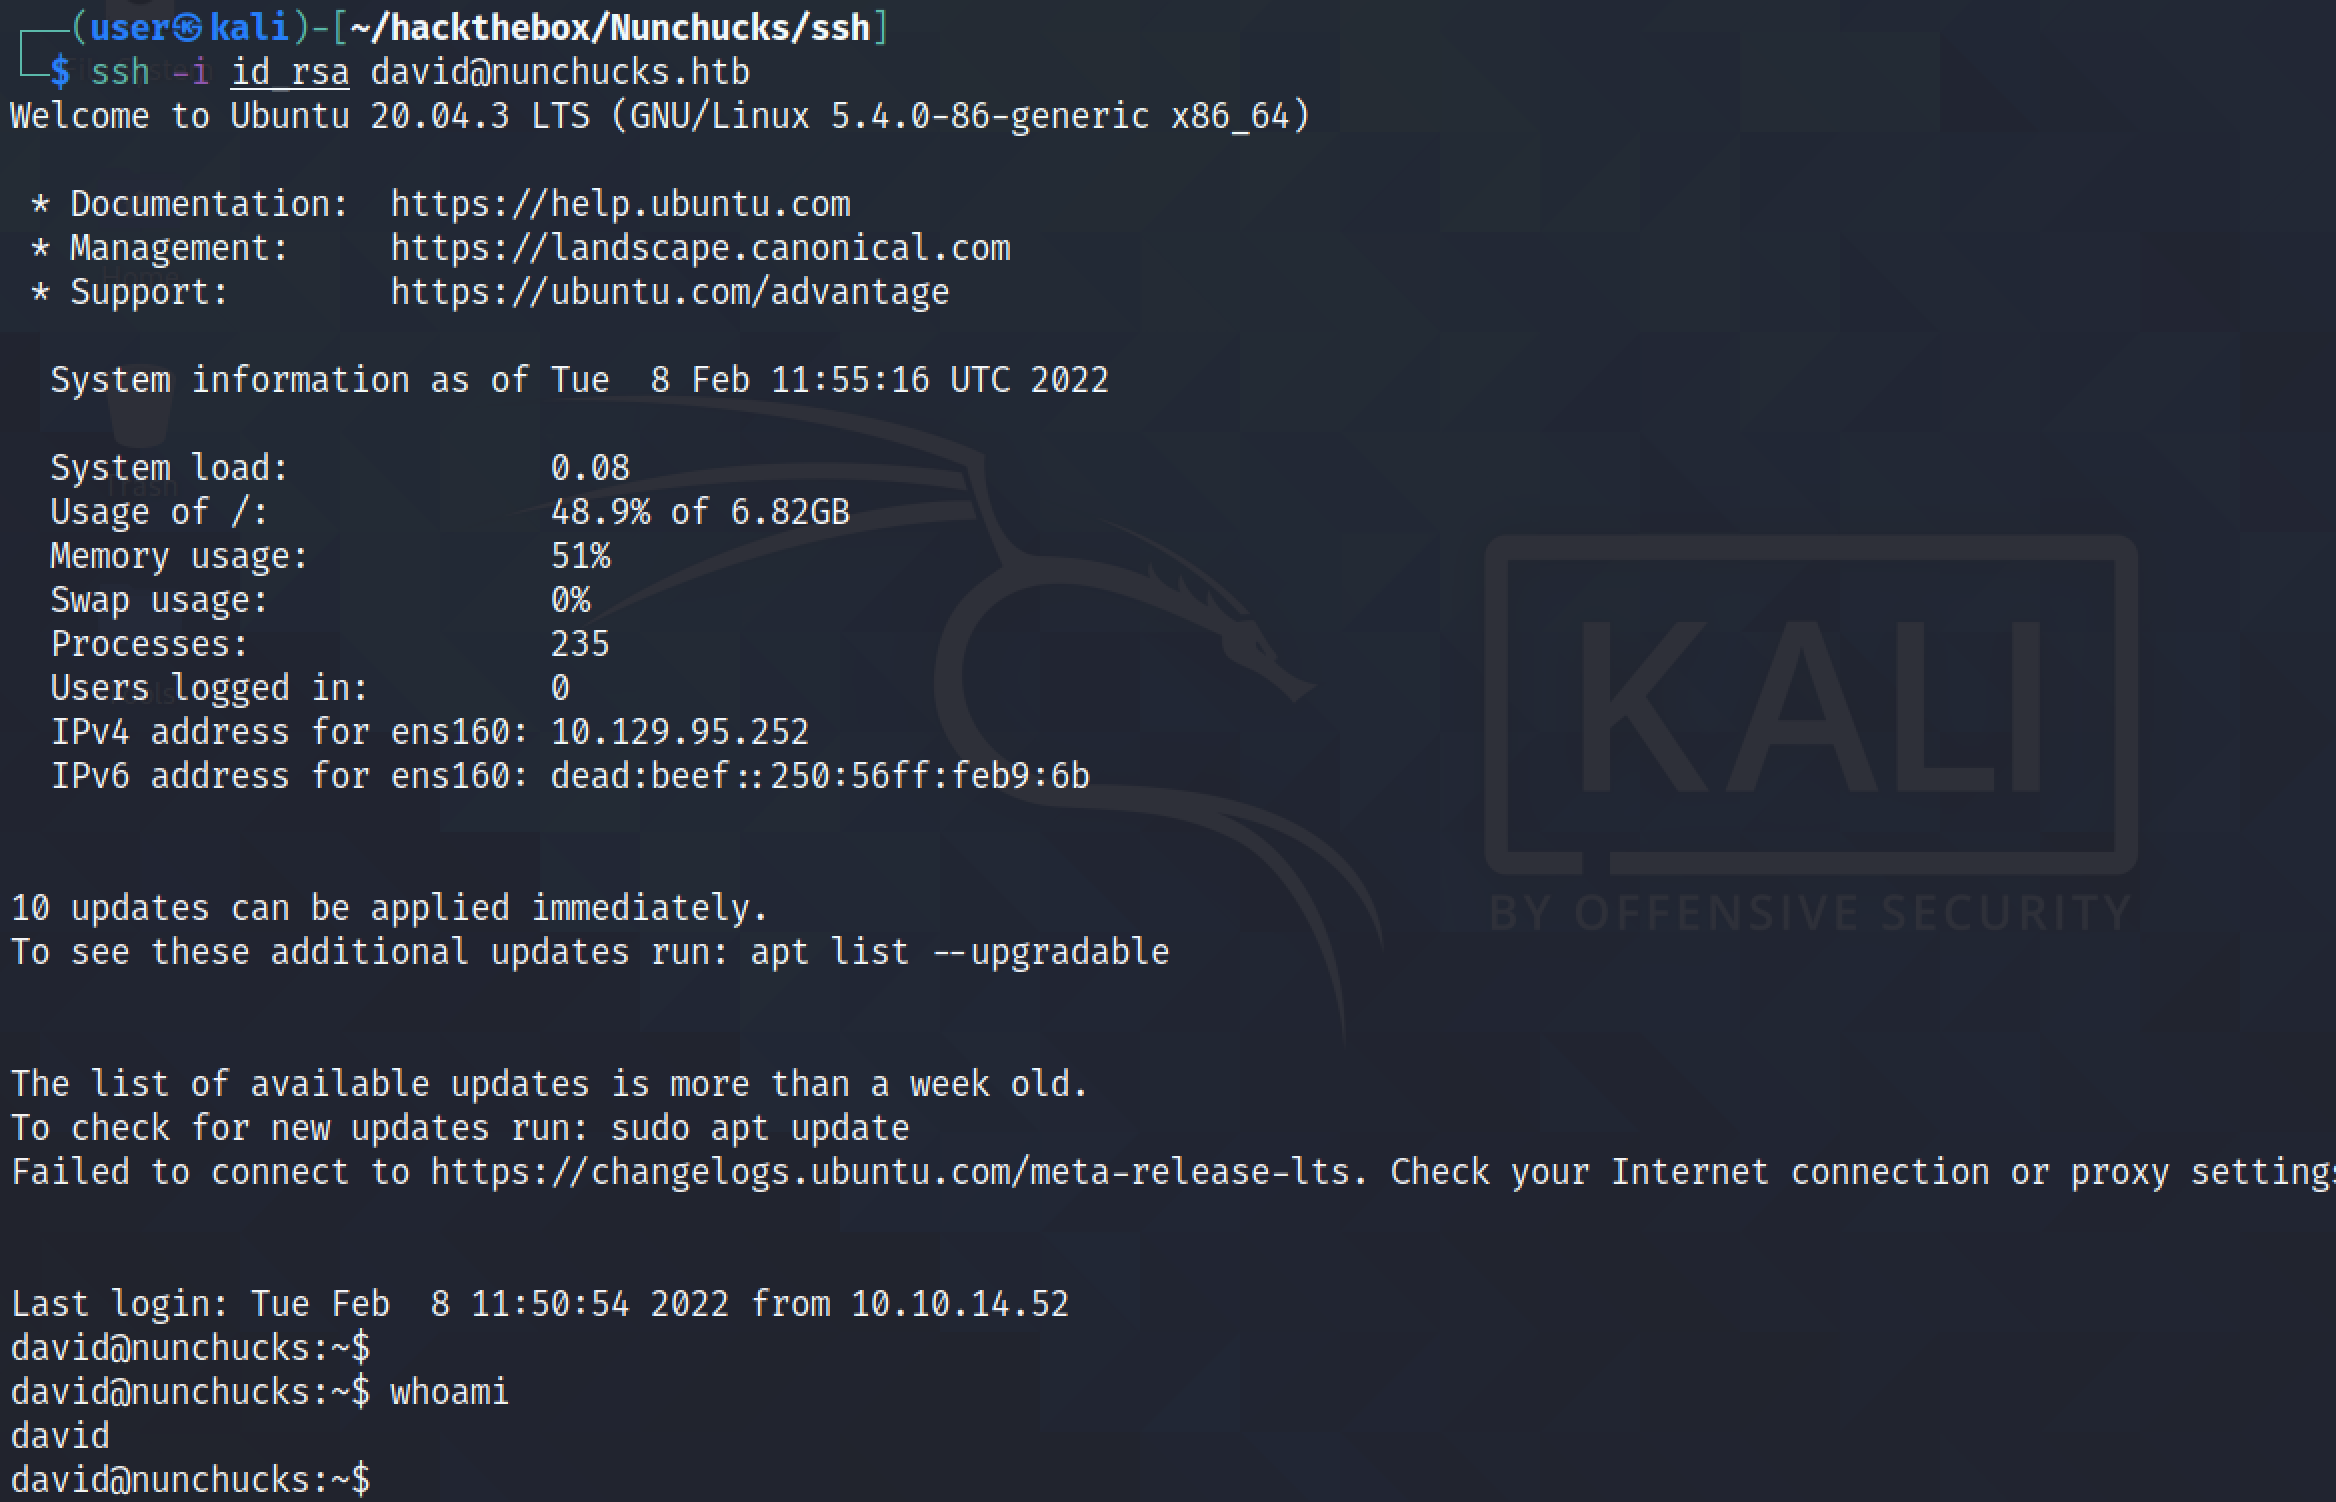 ┌──(user㉿kali)-[~/hackthebox/Nunchucks/ssh]
└─$ ssh -i id_rsa david@nunchucks.htb
Welcome to Ubuntu 20.04.3 LTS (GNU/Linux 5.4.0-86-generic x86_64)
* Documentation:  https://help.ubuntu.com
* Management:     https://landscape.canonical.com
* Support:        https://ubuntu.com/advantage
System information as of Tue  8 Feb 11:55:16 UTC 2022
System load:             0.08
Usage of /:              48.9% of 6.82GB
Memory usage:            51%
Swap usage:              0%
Processes:               235
Users logged in:         0
IPv4 address for ens160: 10.129.95.252
IPv6 address for ens160: dead:beef::250:56ff:feb9:6b
KALI
BY OFFENSIVE SECURITY
10 updates can be applied immediately.
To see these additional updates run: apt list --upgradable
The list of available updates is more than a week old.
To check for new updates run: sudo apt update
Failed to connect to https://changelogs.ubuntu.com/meta-release-lts. Check your Internet connection or proxy settings
Last login: Tue Feb  8 11:50:54 2022 from 10.10.14.52
david@nunchucks:~$
david@nunchucks:~$ whoami
david
david@nunchucks:~$
Home
Trash